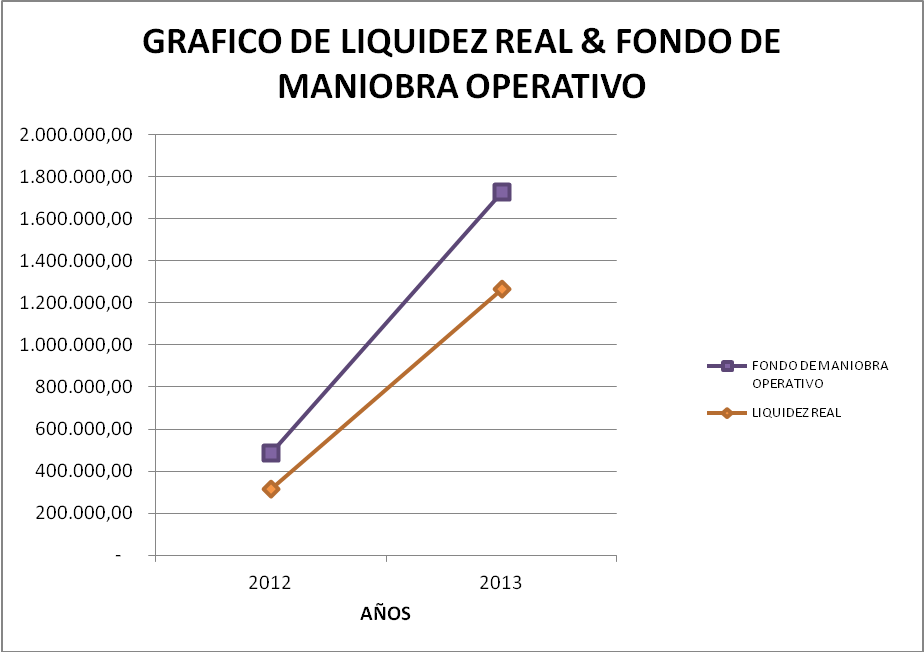 GRAFICO DE LIQUIDEZ REAL & FONDO DE
MANIOBRA OPERATIVO
2.000.000,00
1.800.000,00
1.600.000,00
1.400.000,00
1.200.000,00
1.000.000,00
800.000,00
600.000,00
400.000,00
200.000,00
-
2012
2013
AÑOS
FONDO DE MANIOBRA
OPERATIVO
LIQUIDEZ REAL